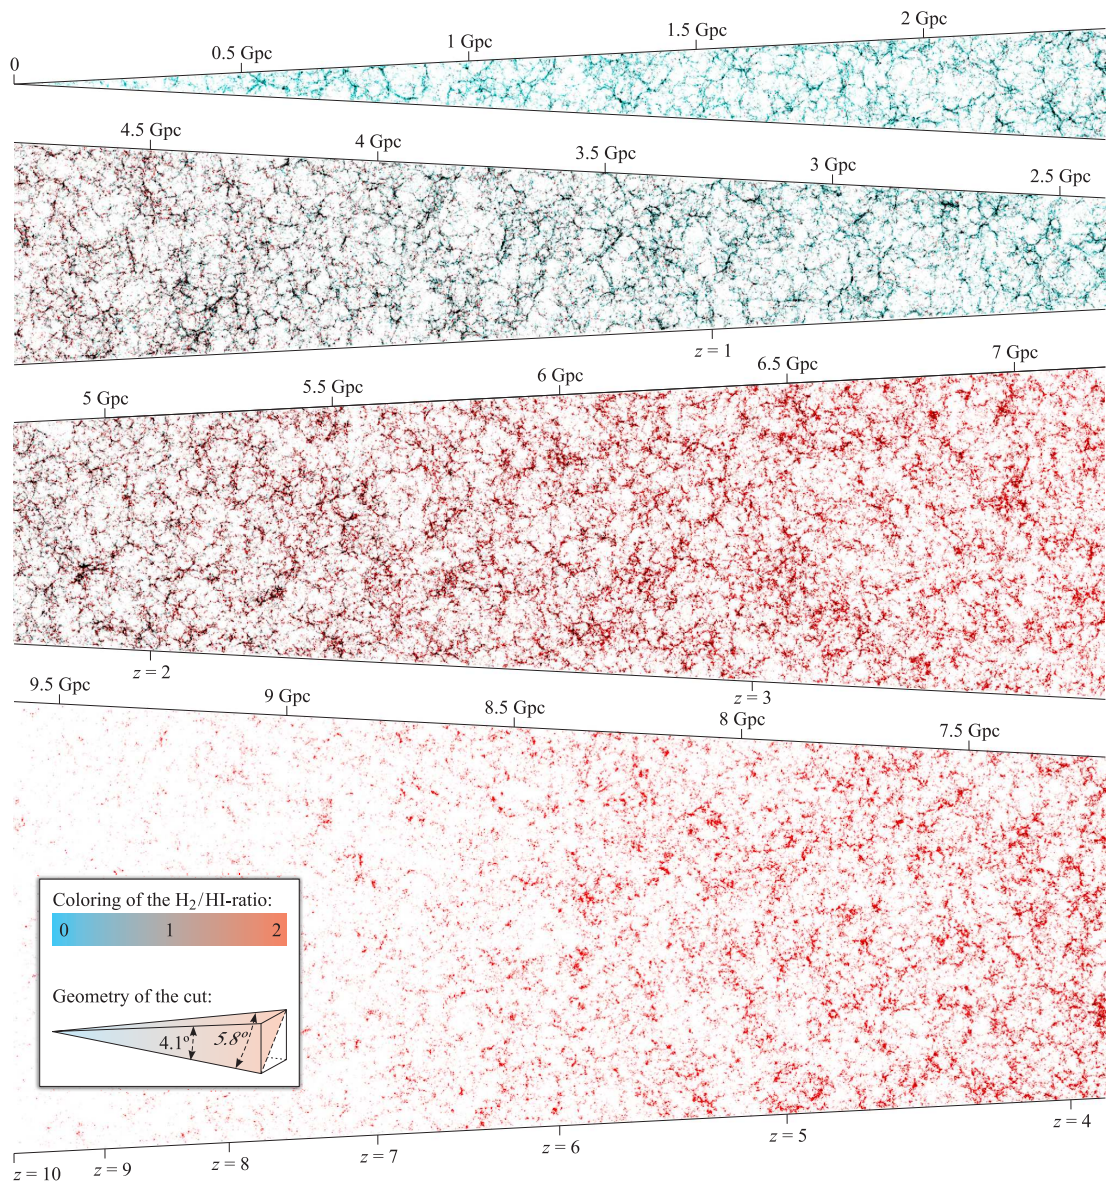 0
0.5 Gpc
1 Gpc
1.5 Gpc
2 Gpc
4.5 Gpc
4 Gpc
3.5 Gpc
3 Gpc
2.5 Gpc
z = 1
5 Gpc
5.5 Gpc
6 Gpc
6.5 Gpc
7 Gpc
z = 2
z = 3
9.5 Gpc
9 Gpc
8.5 Gpc
8 Gpc
7.5 Gpc
Coloring of the H₂/HI-ratio:
0 1 2
Geometry of the cut:
4.1°
5.8°
z = 10
z = 9
z = 8
z = 7
z = 6
z = 5
z = 4